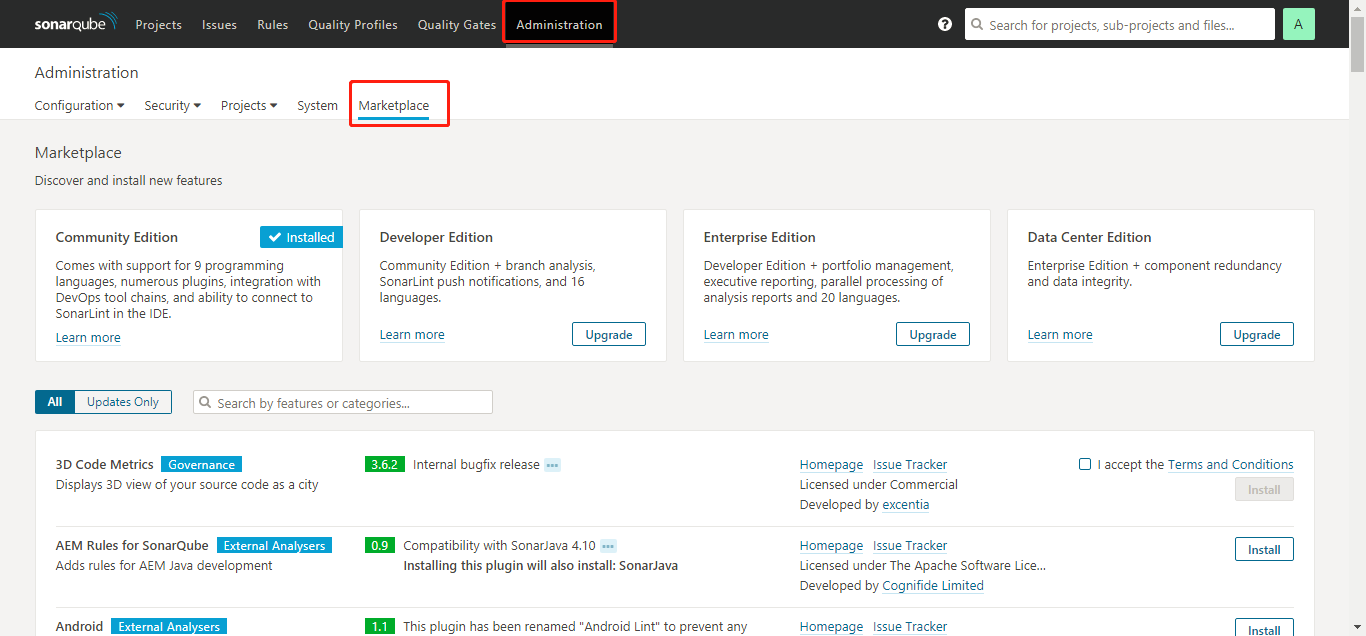 sonarqube Projects Issues Rules Quality Profiles Quality Gates Administration Search for projects, sub-projects and files... A
Administration
Configuration Security Projects System Marketplace
Marketplace
Discover and install new features
Community Edition Installed
Comes with support for 9 programming
languages, numerous plugins, integration with
DevOps tool chains, and ability to connect to
SonarLint in the IDE.
Learn more
Developer Edition
Community Edition + branch analysis,
SonarLint push notifications, and 16
languages.
Learn more Upgrade
Enterprise Edition
Developer Edition + portfolio management,
executive reporting, parallel processing of
analysis reports and 20 languages.
Learn more Upgrade
Data Center Edition
Enterprise Edition + component redundancy
and data integrity.
Learn more Upgrade
All Updates Only Search by features or categories...
3D Code Metrics Governance 3.6.2 Internal bugfix release ... Homepage Issue Tracker I accept the Terms and Conditions
Displays 3D view of your source code as a city Licensed under Commercial Install
Developed by excentia
AEM Rules for SonarQube External Analysers 0.9 Compatibility with SonarJava 4.10 ... Homepage Issue Tracker Install
Adds rules for AEM Java development Installing this plugin will also install: SonarJava Licensed under The Apache Software Lice...
Developed by Cognifide Limited
Android External Analysers 1.1 This plugin has been renamed "Android Lint" to prevent any Homepage Issue Tracker Install